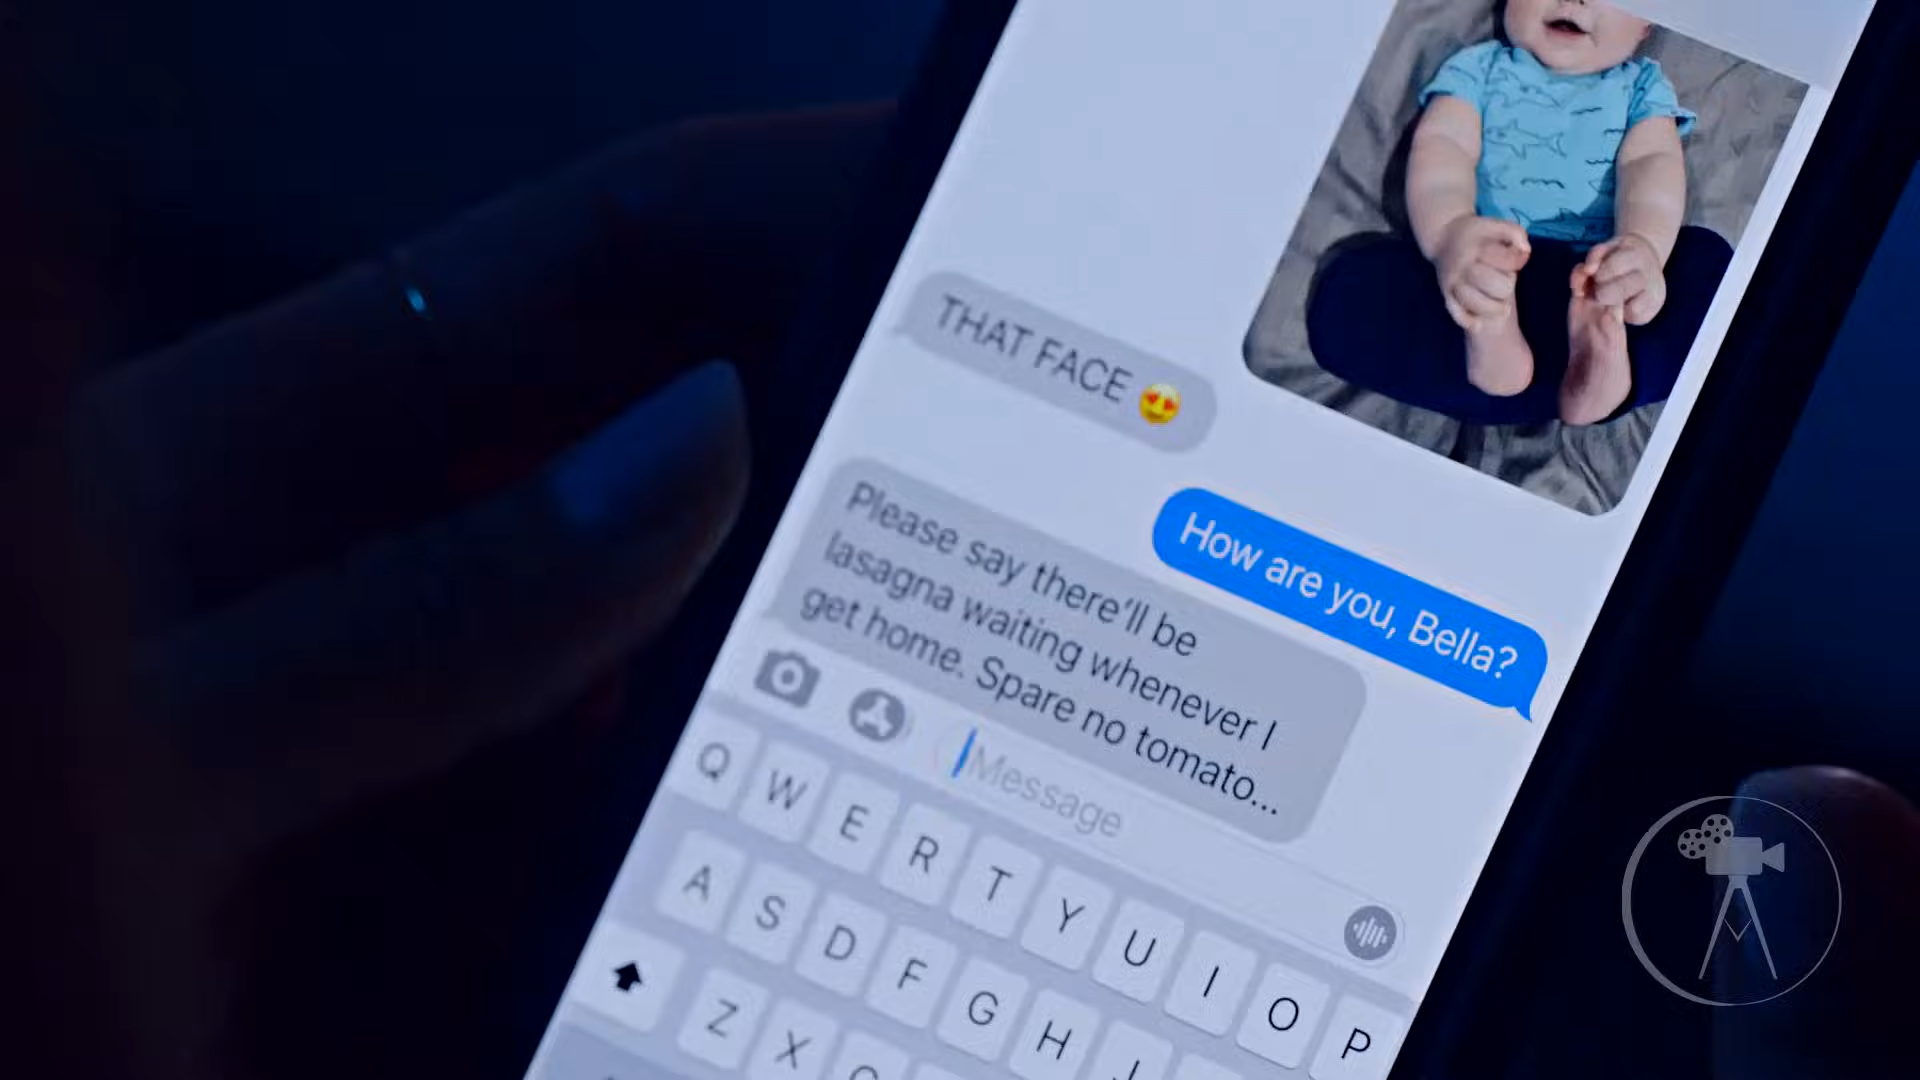 THAT FACE 😍
How are you, Bella?
Please say there'll be
lasagna waiting whenever I
get home. Spare no tomato...
Message
Q W E R T Y U I O P
A S D F G H J
Z X C